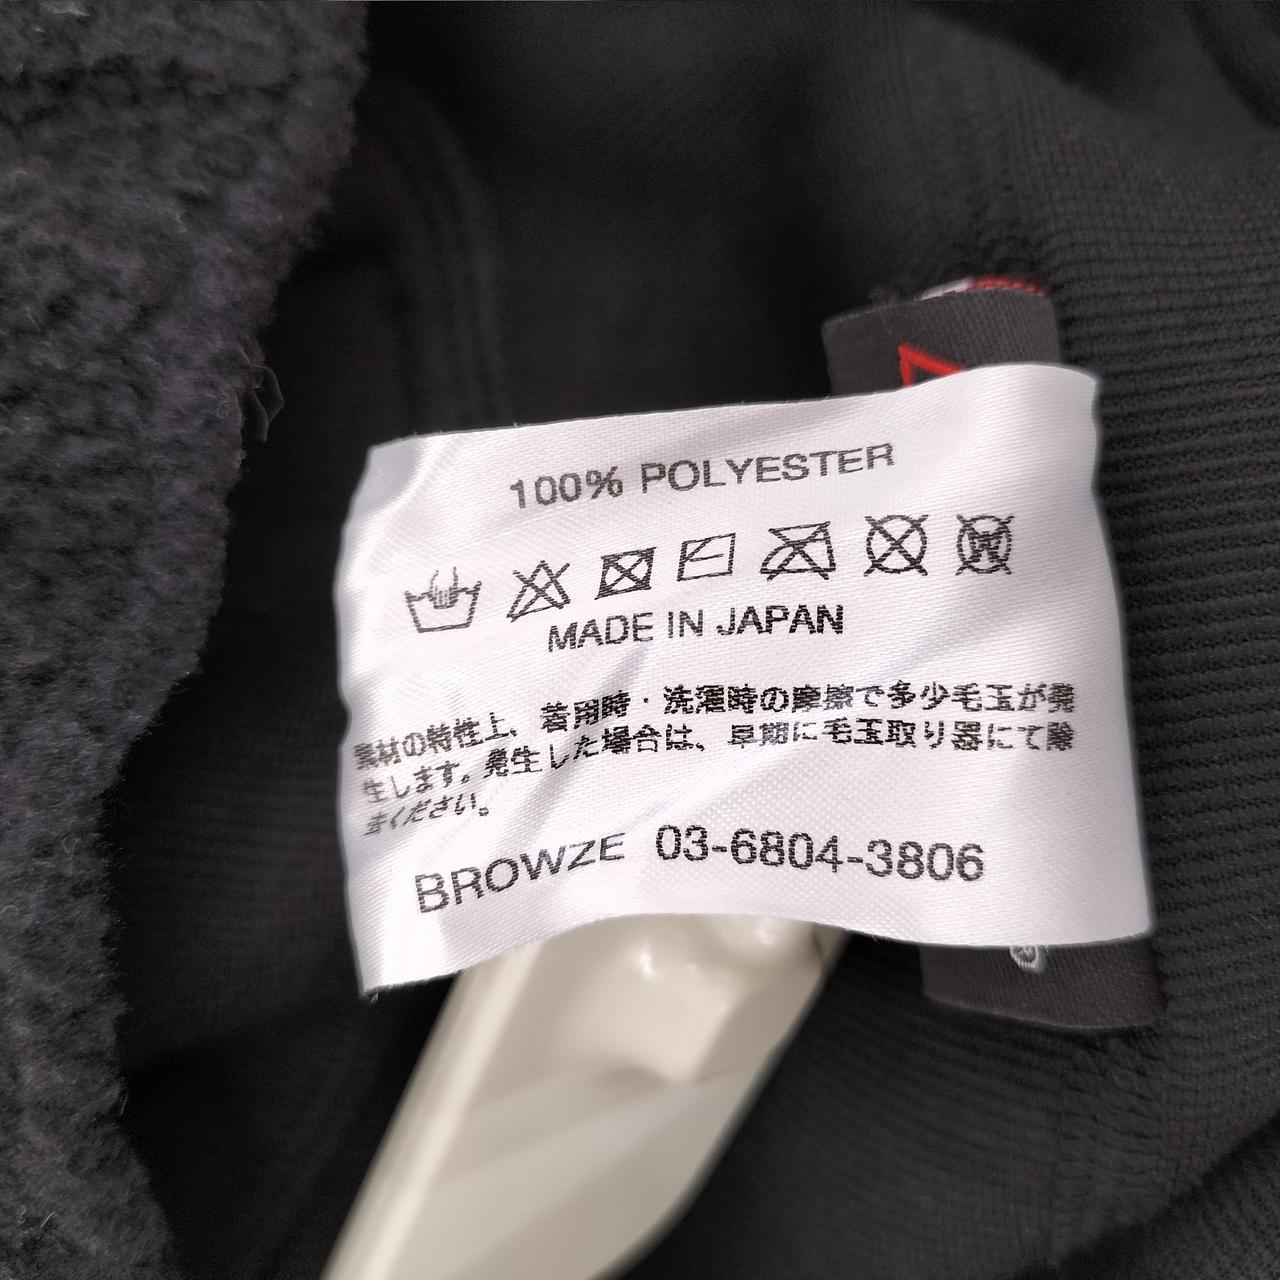 100% POLYESTER
MADE IN JAPAN
素材の特性上、着用時・洗濯時の摩擦で多少毛玉が発
生します。発生した場合は、早期に毛玉取り器にて除
去ください。
BROWZE 03-6804-3806
®